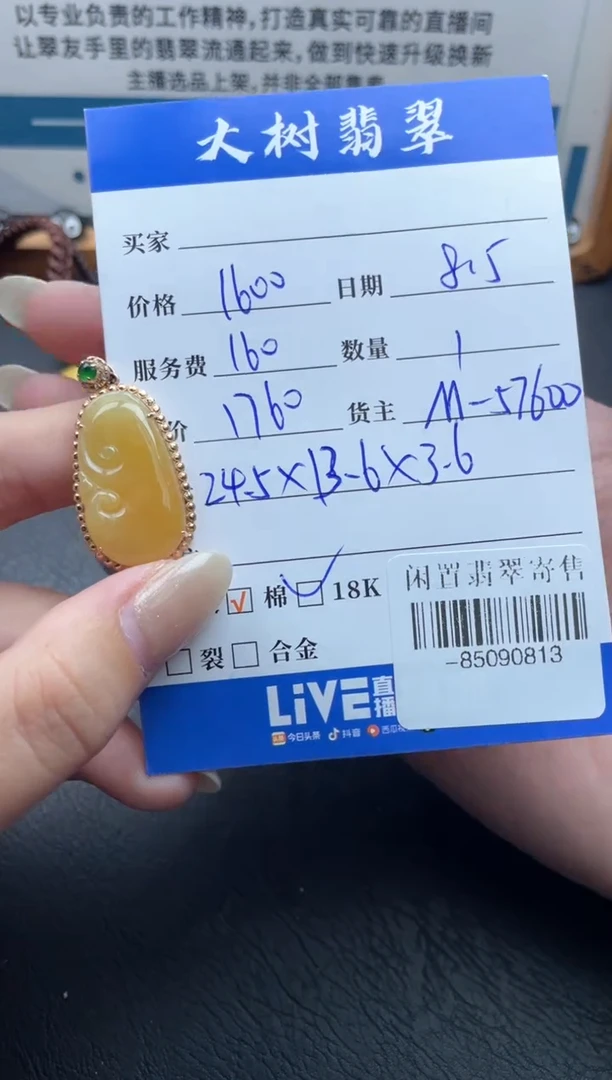 以专业负责的工作精神,打造真实可靠的直播间
让翠友手里的翡翠流通起来,做到快速升级换新
主播选品上架,并非全部售卖
大树翡翠
买家
价格 1600 日期 8.5
服务费 160 数量 1
价 1760 货主 M-57600
24.5×13.6×3.6
棉 18K
裂 合金
闲置翡翠寄售
-85090813
LiVE直播
今日头条 抖音 西瓜视